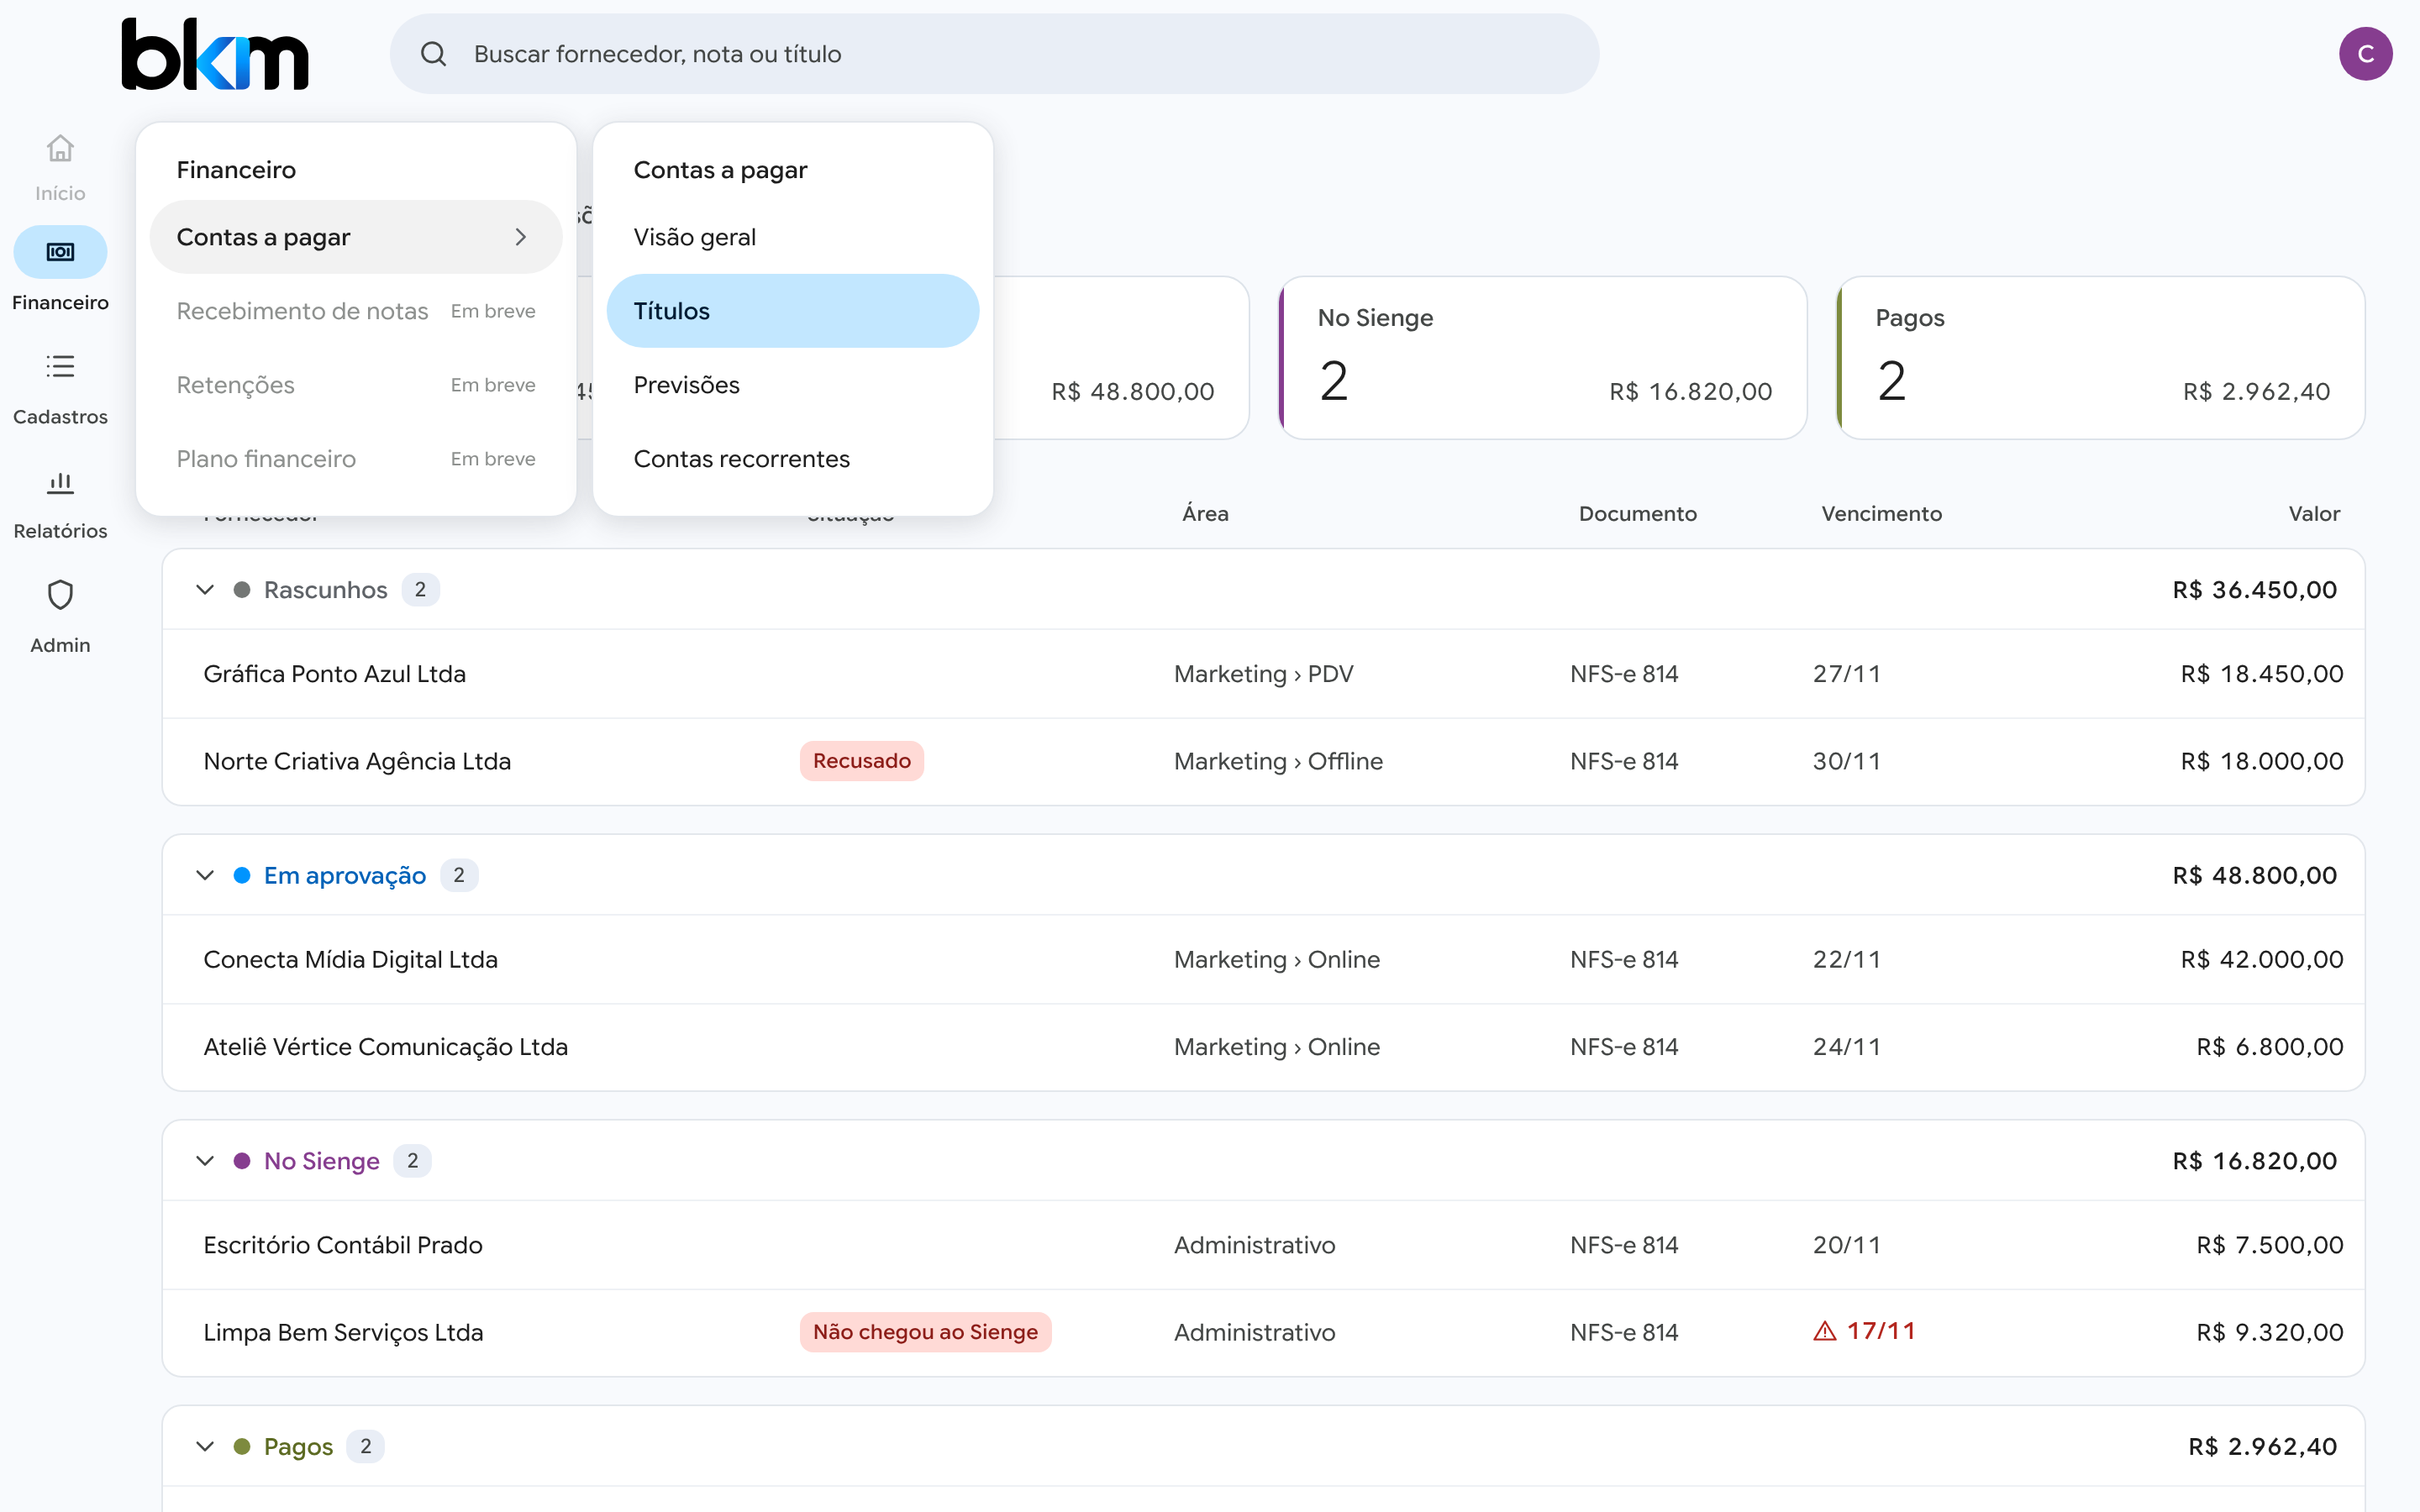 bkm
Buscar fornecedor, nota ou título
C
Início
Financeiro
Cadastros
Relatórios
Admin
Financeiro
Contas a pagar
Recebimento de notas Em breve
Retenções Em breve
Plano financeiro Em breve
Contas a pagar
Visão geral
Títulos
Previsões
Contas recorrentes
R$ 48.800,00
No Sienge
2 R$ 16.820,00
Pagos
2 R$ 2.962,40
Área Documento Vencimento Valor
Rascunhos 2 R$ 36.450,00
Gráfica Ponto Azul Ltda Marketing › PDV NFS-e 814 27/11 R$ 18.450,00
Norte Criativa Agência Ltda Recusado Marketing › Offline NFS-e 814 30/11 R$ 18.000,00
Em aprovação 2 R$ 48.800,00
Conecta Mídia Digital Ltda Marketing › Online NFS-e 814 22/11 R$ 42.000,00
Ateliê Vértice Comunicação Ltda Marketing › Online NFS-e 814 24/11 R$ 6.800,00
No Sienge 2 R$ 16.820,00
Escritório Contábil Prado Administrativo NFS-e 814 20/11 R$ 7.500,00
Limpa Bem Serviços Ltda Não chegou ao Sienge Administrativo NFS-e 814 17/11 R$ 9.320,00
Pagos 2 R$ 2.962,40